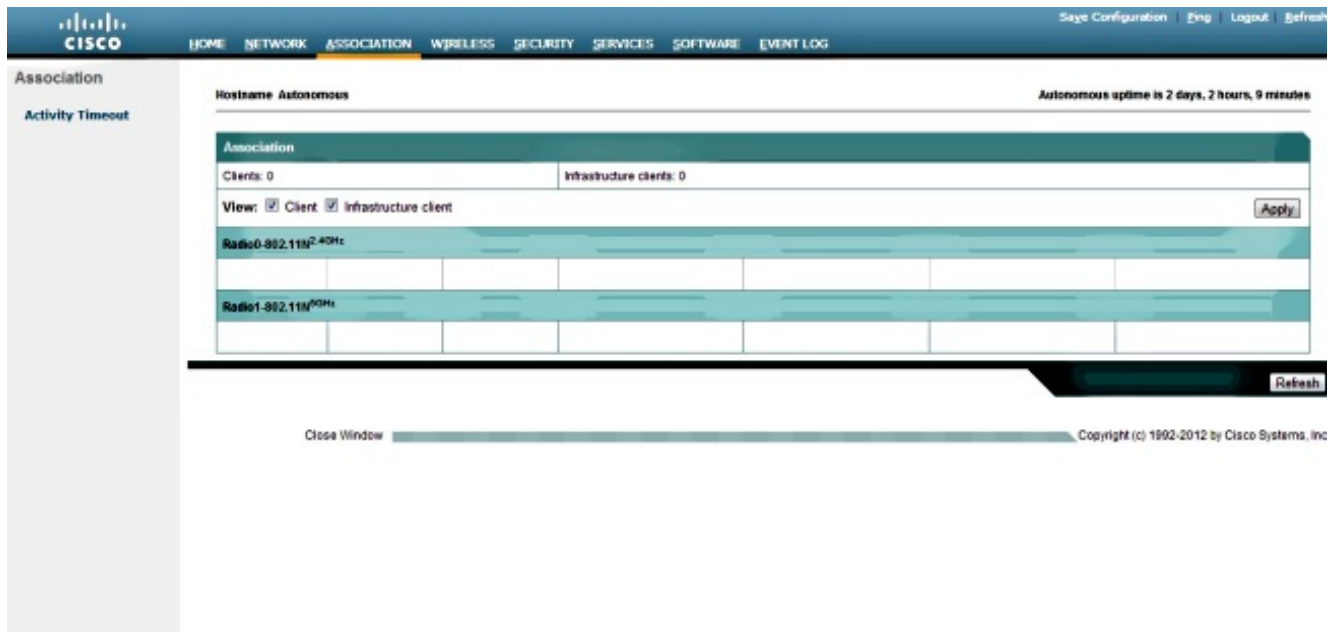 Save Configuration | Ping | Logout | Refresh
CISCO
HOME NETWORK ASSOCIATION WIRELESS SECURITY SERVICES SOFTWARE EVENT LOG
Association
Activity Timeout
Hostname Autonomous
Autonomous uptime is 2 days, 2 hours, 9 minutes
Association
Clients: 0
Infrastructure clients: 0
View: Client Infrastructure client
Apply
Radio0-802.11N2.4GHz
Radio1-802.11N5GHz
Refresh
Close Window
Copyright (c) 1992-2012 by Cisco Systems, Inc